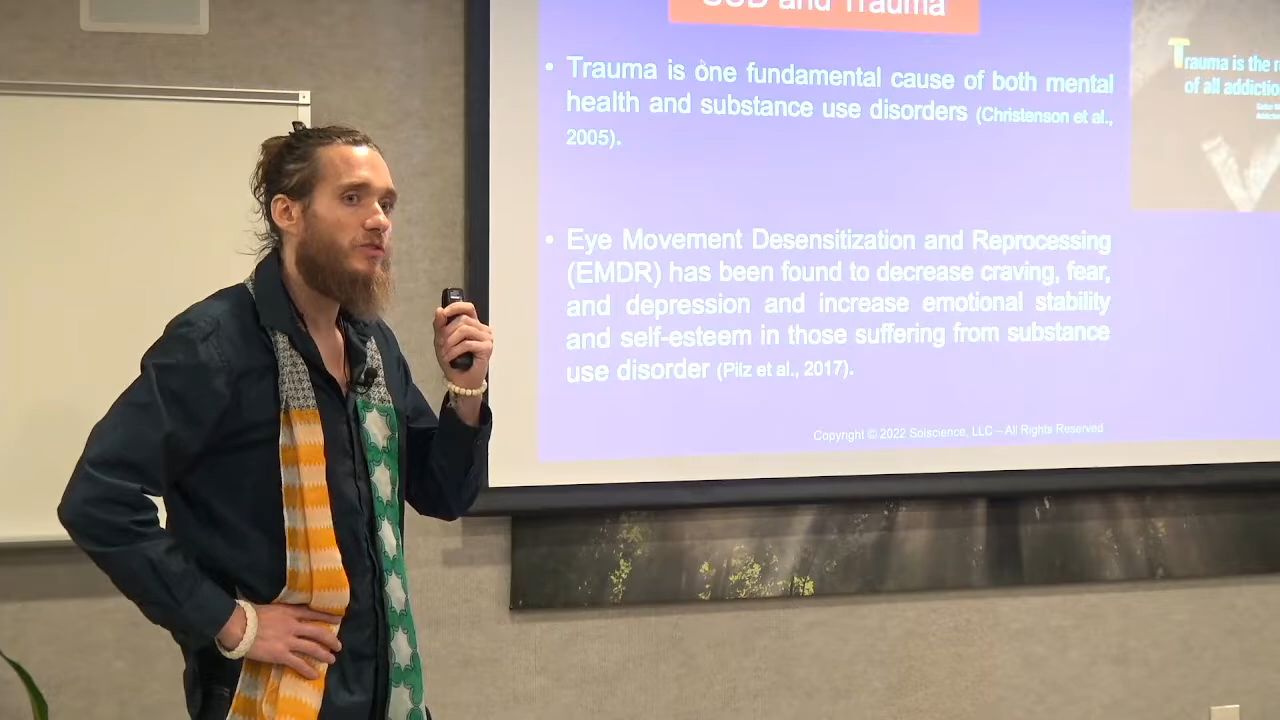 SUD and Trauma
• Trauma is one fundamental cause of both mental
health and substance use disorders (Christenson et al.,
2005).
• Eye Movement Desensitization and Reprocessing
(EMDR) has been found to decrease craving, fear,
and depression and increase emotional stability
and self-esteem in those suffering from substance
use disorder (Pilz et al., 2017).
Copyright © 2022 Solscience, LLC – All Rights Reserved
Trauma is the
of all addictio